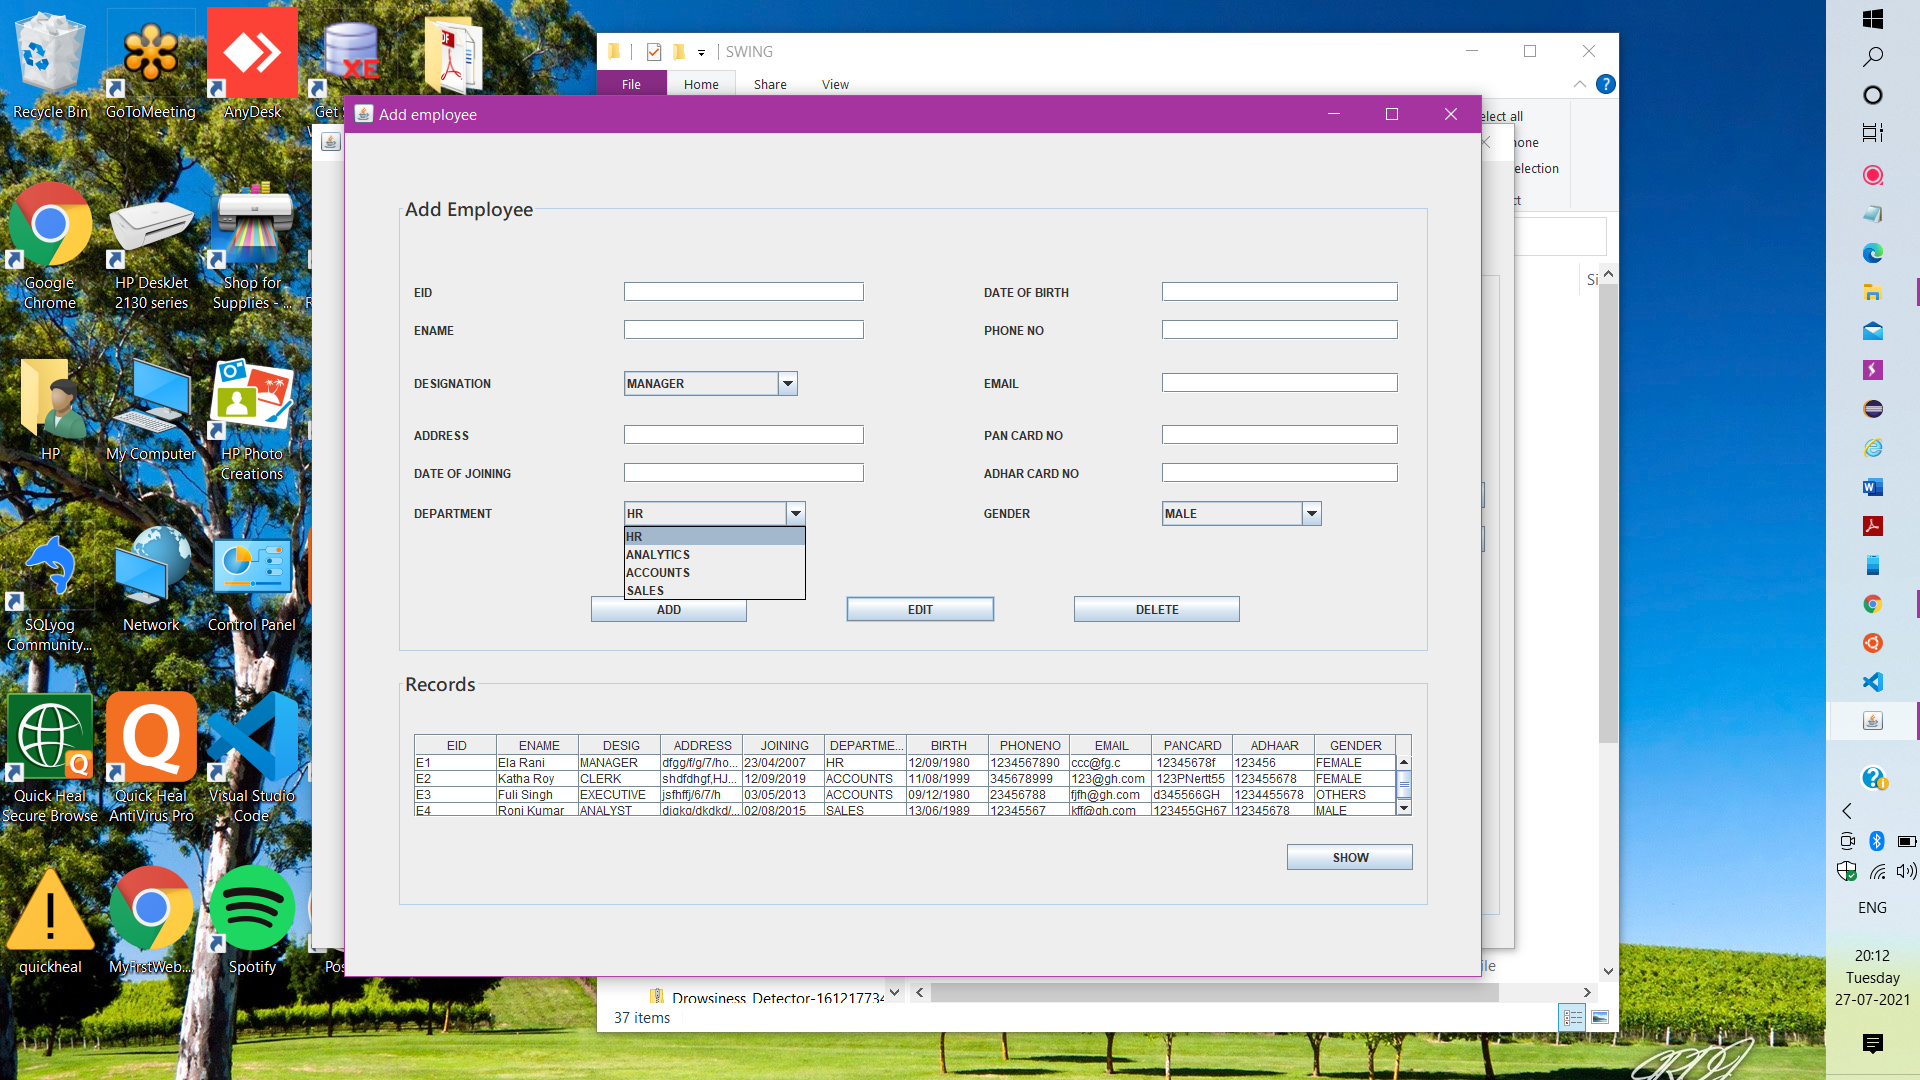 Recycle Bin
GoToMeeting
AnyDesk
Get
XE
SWING
File
Home
Share
View
elect all
none
election
Add employee
Add Employee
EID
DATE OF BIRTH
ENAME
PHONE NO
DESIGNATION
MANAGER
EMAIL
ADDRESS
PAN CARD NO
DATE OF JOINING
ADHAR CARD NO
DEPARTMENT
HR
GENDER
MALE
HR
ANALYTICS
ACCOUNTS
SALES
ADD
EDIT
DELETE
Records
EID ENAME DESIG ADDRESS JOINING DEPARTME... BIRTH PHONENO EMAIL PANCARD ADHAAR GENDER
E1 Ela Rani MANAGER dfgg/f/g/7/ho... 23/04/2007 HR 12/09/1980 1234567890 ccc@fg.c 12345678f 123456 FEMALE
E2 Katha Roy CLERK shdfdhgf,HJ... 12/09/2019 ACCOUNTS 11/08/1999 345678999 123@gh.com 123PNertt55 123455678 FEMALE
E3 Fuli Singh EXECUTIVE jsfhffj/6/7/h 03/05/2013 ACCOUNTS 09/12/1980 23456788 fjfh@gh.com d345566GH 1234455678 OTHERS
E4 Roni Kumar ANALYST 02/08/2015 SALES 13/06/1989 12345567 kff@gh.com 123455GH67 12345678 MALE
SHOW
Google Chrome
HP DeskJet 2130 series
Shop for Supplies - ...
HP
My Computer
HP Photo Creations
SQLyog Community...
Network
Control Panel
Quick Heal Secure Browse
Quick Heal AntiVirus Pro
Visual Studio Code
quickheal
MyFirstWeb...
Spotify
Pos
Drowsiness_Detector-161217734
37 items
ENG
20:12
Tuesday
27-07-2021